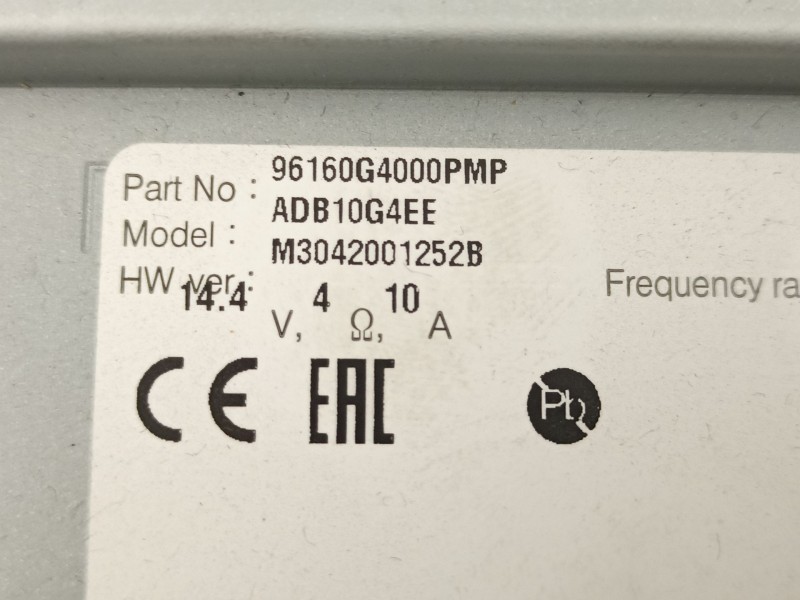 Part No : 96160G4000PMP
Model : ADB10G4EE
HW ver.: M3042001252B
14.4 V, 4 Ω, 10 A
Frequency ra
CE EAC Pb